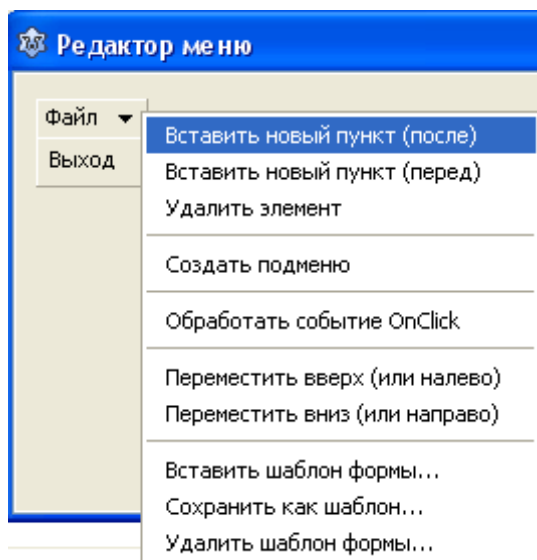 Редактор меню
Файл
Выход
Вставить новый пункт (после)
Вставить новый пункт (перед)
Удалить элемент
Создать подменю
Обработать событие OnClick
Переместить вверх (или налево)
Переместить вниз (или направо)
Вставить шаблон формы...
Сохранить как шаблон...
Удалить шаблон формы...